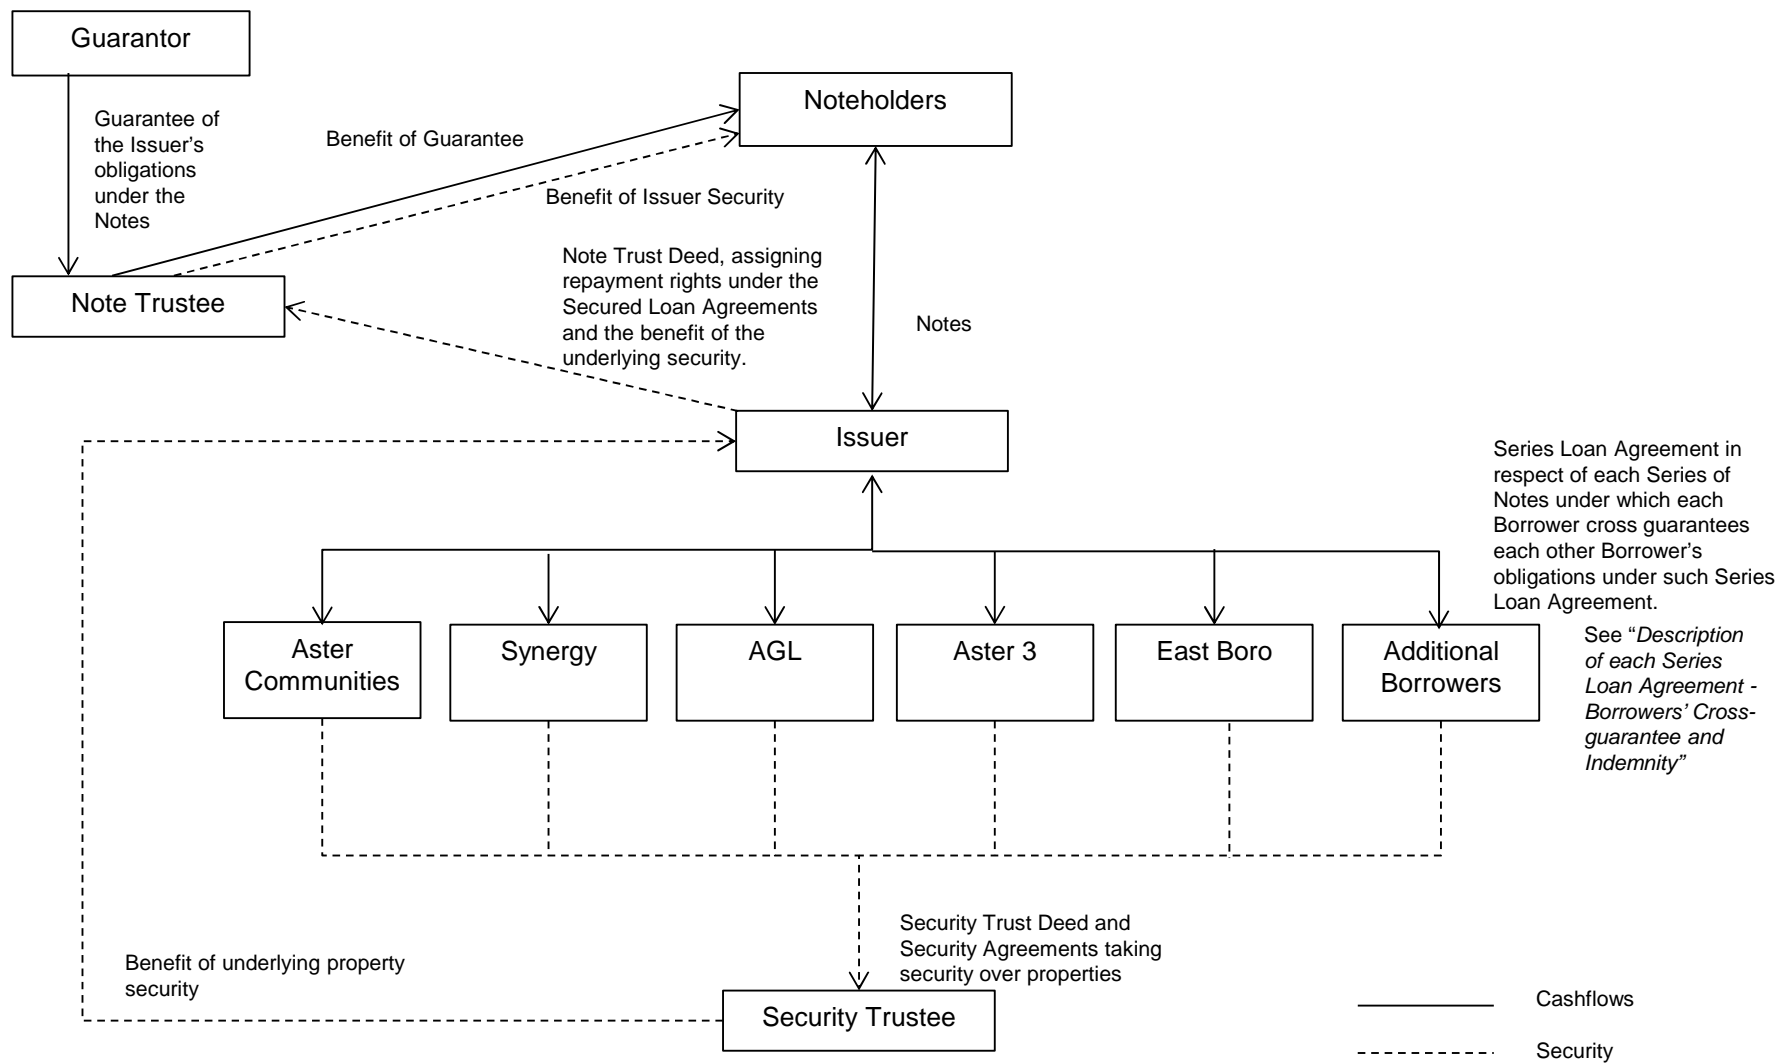 Guarantor
Noteholders
Guarantee of
the Issuer’s
obligations
under the
Notes
Benefit of Guarantee
Benefit of Issuer Security
Note Trust Deed, assigning
repayment rights under the
Secured Loan Agreements
and the benefit of the
underlying security.
Note Trustee
Notes
Issuer
Series Loan Agreement in
respect of each Series of
Notes under which each
Borrower cross guarantees
each other Borrower’s
obligations under such Series
Loan Agreement.
See “Description
of each Series
Loan Agreement -
Borrowers’ Cross-
guarantee and
Indemnity”
Aster
Communities
Synergy
AGL
Aster 3
East Boro
Additional
Borrowers
Security Trust Deed and
Security Agreements taking
security over properties
Benefit of underlying property
security
Security Trustee
Cashflows
Security